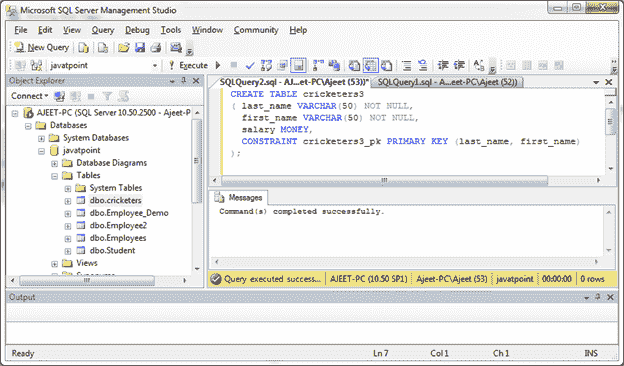 Microsoft SQL Server Management Studio
File Edit View Query Debug Tools Window Community Help
New Query
javatpoint Execute
Object Explorer
Connect
AJEET-PC (SQL Server 10.50.2500 - Ajeet-P
Databases
System Databases
javatpoint
Database Diagrams
Tables
System Tables
dbo.cricketers
dbo.Employee_Demo
dbo.Employee2
dbo.Employees
dbo.Student
Views
SQLQuery2.sql - AJ...eet-PC\Ajeet (53))* SQLQuery1.sql - A...eet-PC\Ajeet (52))
CREATE TABLE cricketers3
( last_name VARCHAR(50) NOT NULL,
first_name VARCHAR(50) NOT NULL,
salary MONEY,
CONSTRAINT cricketers3_pk PRIMARY KEY (last_name, first_name)
);
Messages
Command(s) completed successfully.
Query executed success... AJEET-PC (10.50 SP1) Ajeet-PC\Ajeet (53) javatpoint 00:00:00 0 rows
Output
Ready Ln 7 Col 1 Ch 1 INS